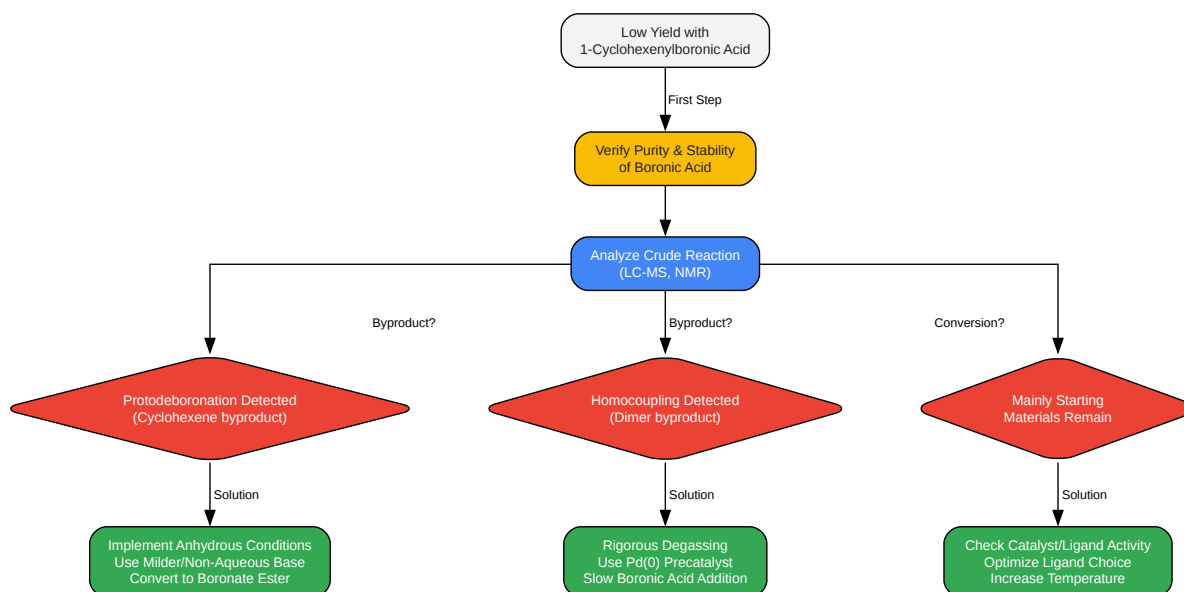 Low Yield with
1-Cyclohexenylboronic Acid
First Step
Verify Purity & Stability
of Boronic Acid
Analyze Crude Reaction
(LC-MS, NMR)
Byproduct?
Byproduct?
Conversion?
Protodeboronation Detected
(Cyclohexene byproduct)
Homocoupling Detected
(Dimer byproduct)
Mainly Starting
Materials Remain
Solution
Solution
Solution
Implement Anhydrous Conditions
Use Milder/Non-Aqueous Base
Convert to Boronate Ester
Rigorous Degassing
Use Pd(0) Precatalyst
Slow Boronic Acid Addition
Check Catalyst/Ligand Activity
Optimize Ligand Choice
Increase Temperature